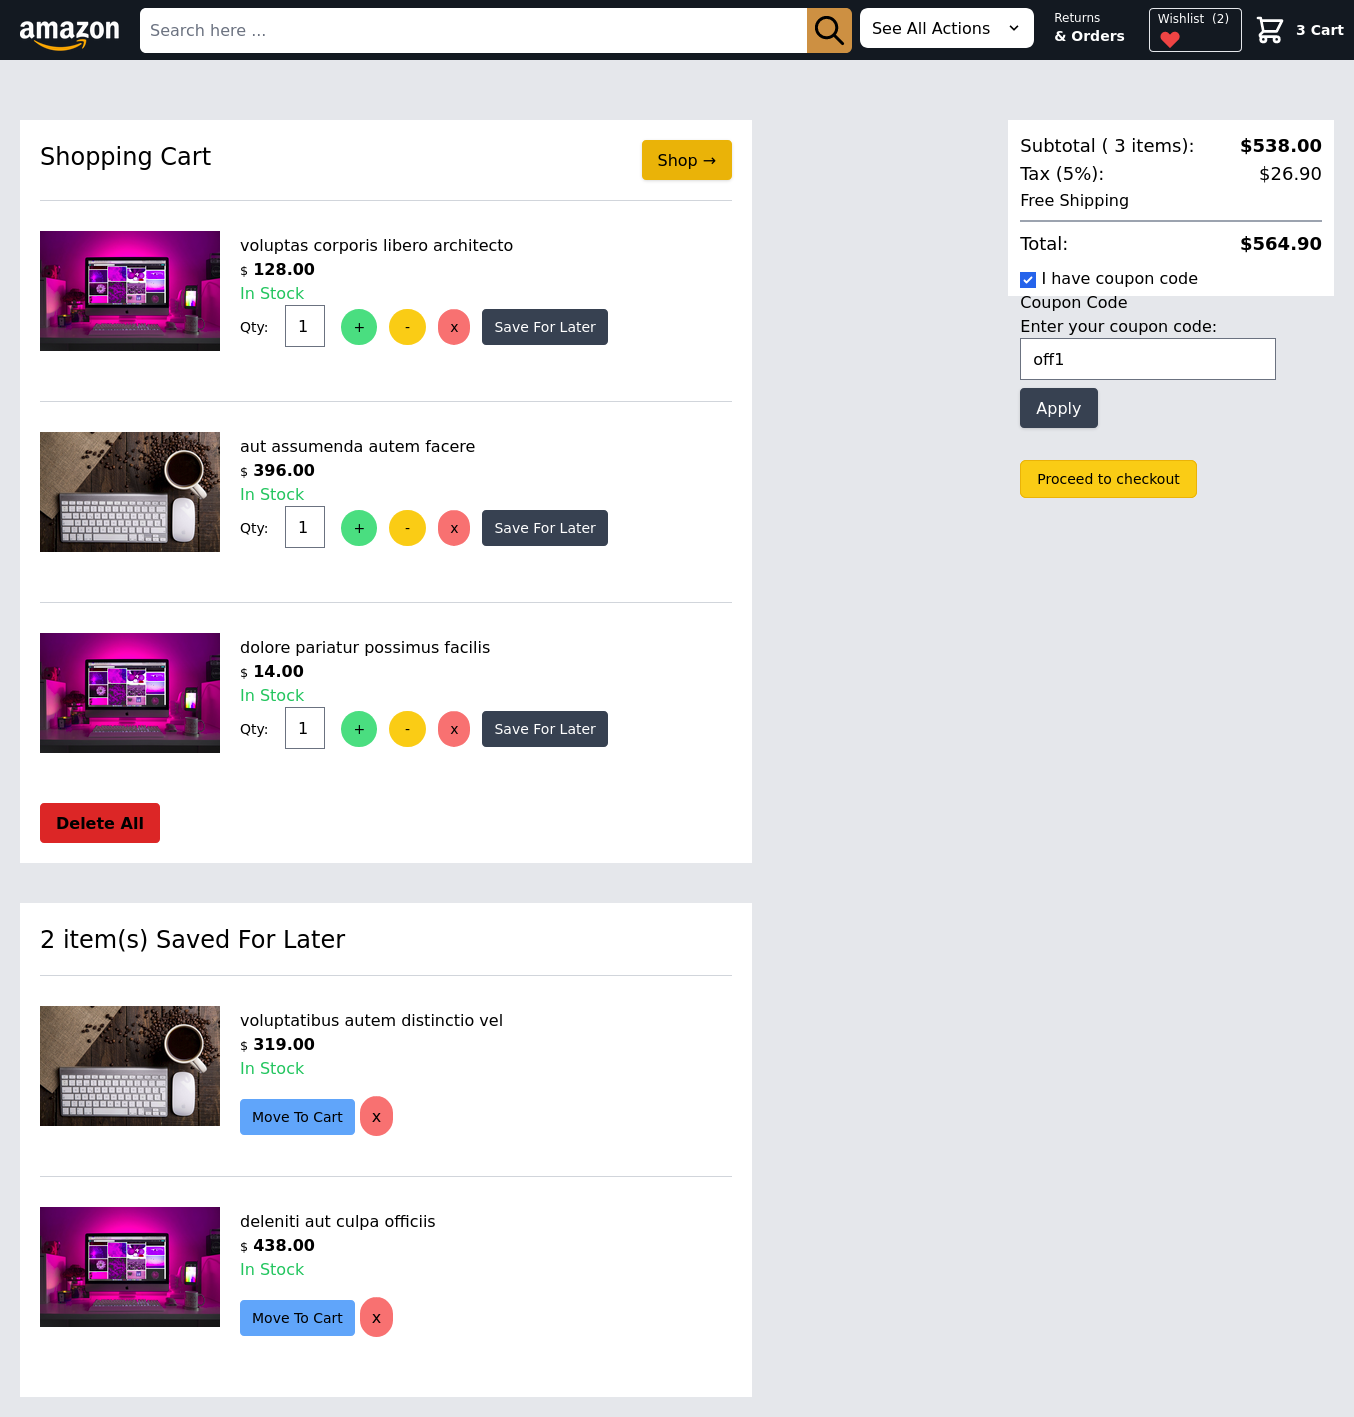 amazon
Search here ...
See All Actions
Returns
& Orders
Wishlist (2)
3 Cart
Shopping Cart
Shop →
voluptas corporis libero architecto
$ 128.00
In Stock
Qty: 1 + - x Save For Later
aut assumenda autem facere
$ 396.00
In Stock
Qty: 1 + - x Save For Later
dolore pariatur possimus facilis
$ 14.00
In Stock
Qty: 1 + - x Save For Later
Delete All
Subtotal ( 3 items): $538.00
Tax (5%): $26.90
Free Shipping
Total: $564.90
I have coupon code
Coupon Code
Enter your coupon code:
off1
Apply
Proceed to checkout
2 item(s) Saved For Later
voluptatibus autem distinctio vel
$ 319.00
In Stock
Move To Cart x
deleniti aut culpa officiis
$ 438.00
In Stock
Move To Cart x